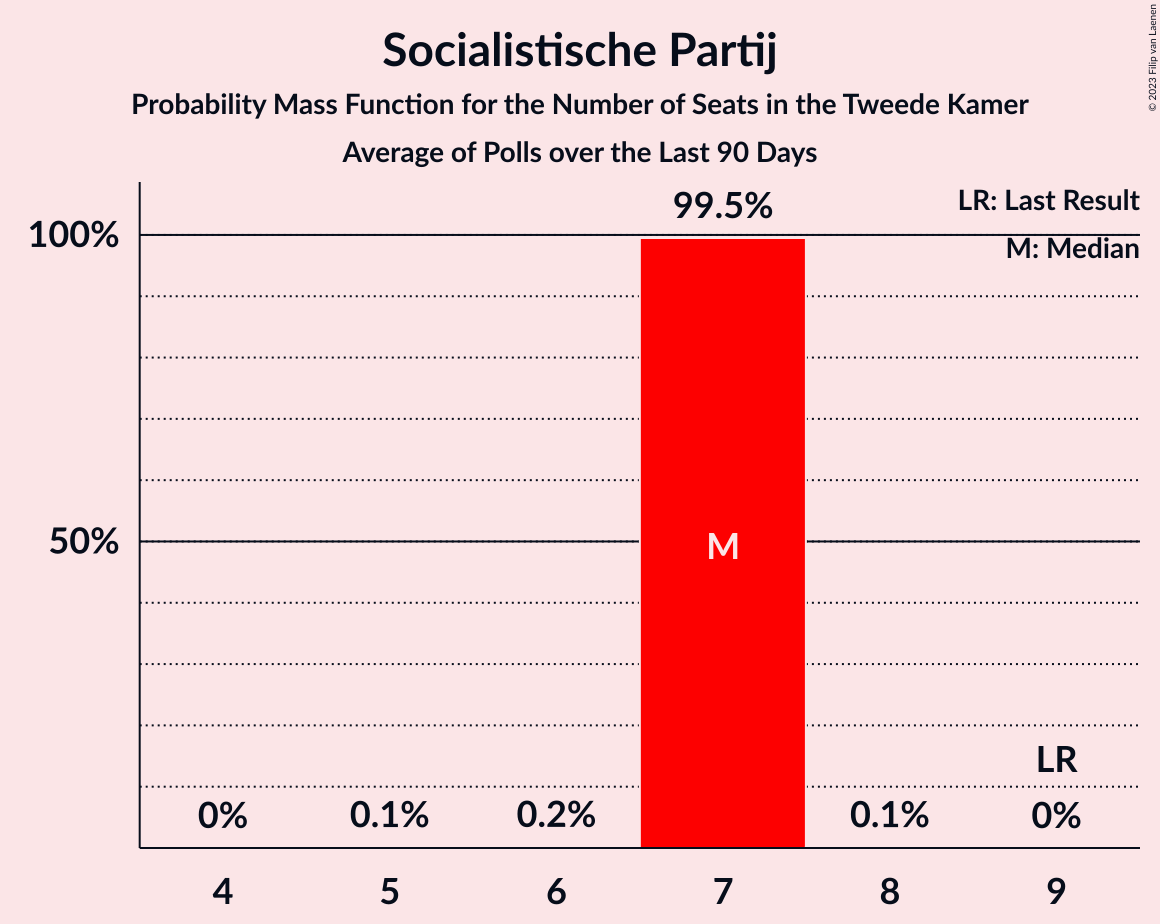 Socialistische Partij
Probability Mass Function for the Number of Seats in the Tweede Kamer
Average of Polls over the Last 90 Days
© 2023 Filip van Laenen
LR: Last Result
M: Median
99.5%
100%
50%
M
LR
0%
0.1%
0.2%
0.1%
0%
4
5
6
7
8
9